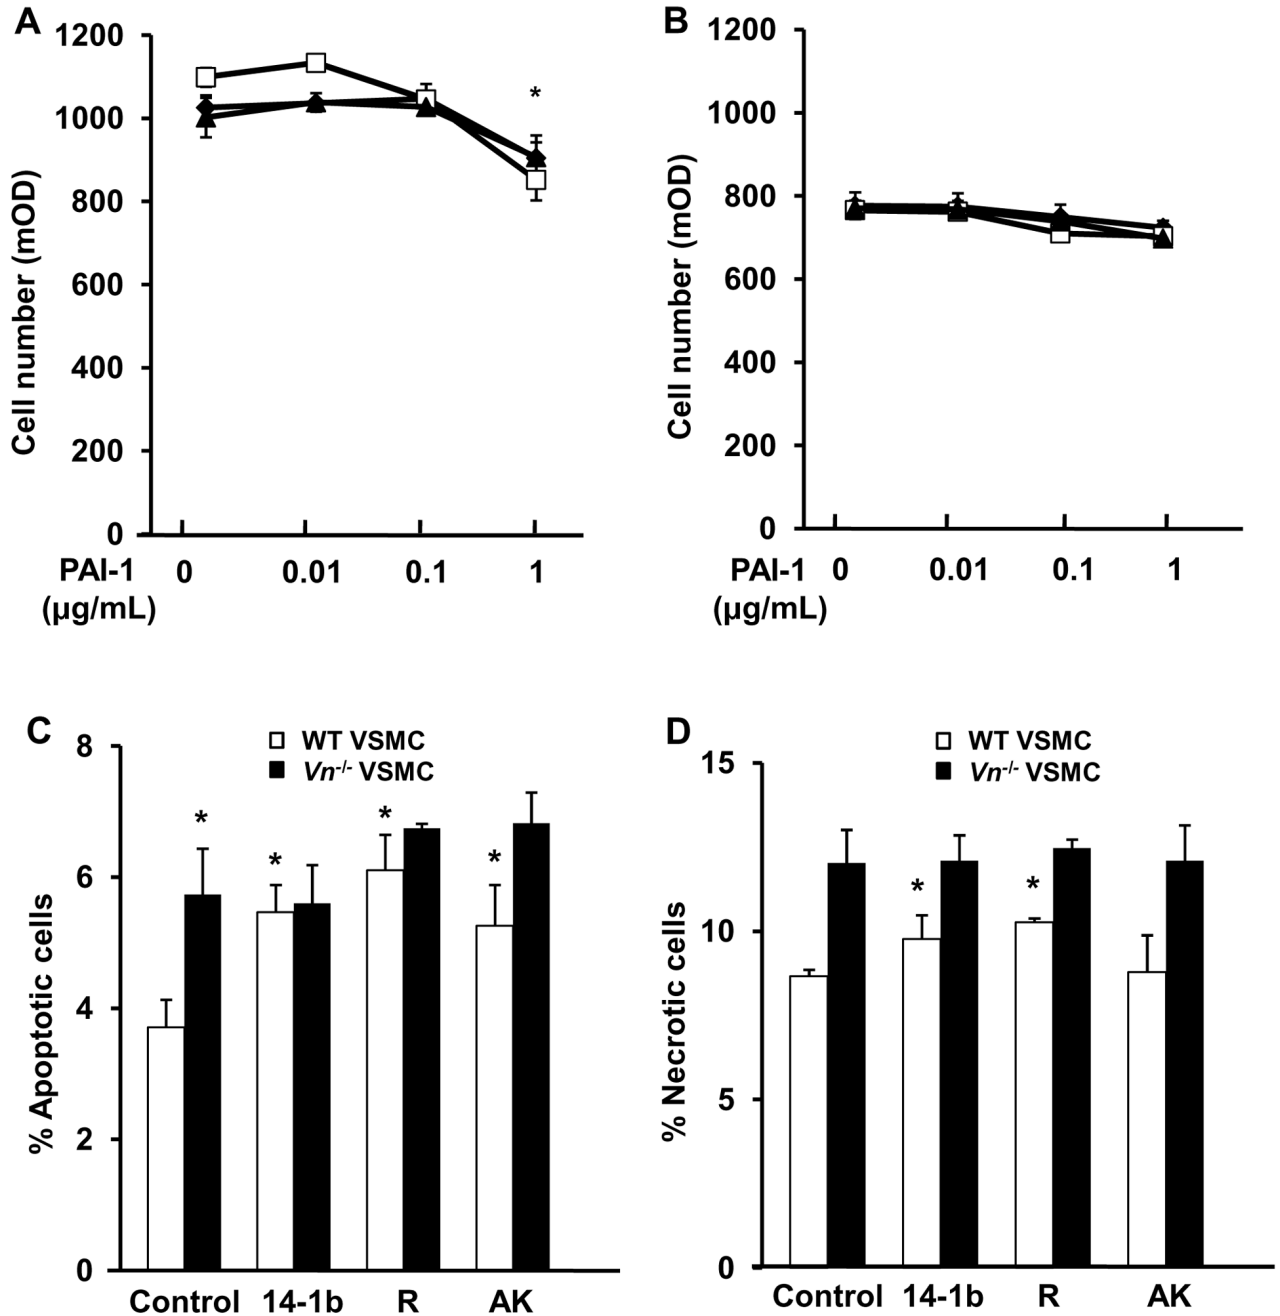 A
1200
1000
800
600
400
200
0
Cell number (mOD)
*
PAI-1 0 0.01 0.1 1
(µg/mL)
B
1200
1000
800
600
400
200
0
Cell number (mOD)
PAI-1 0 0.01 0.1 1
(µg/mL)
C
WT VSMC
Vn-/- VSMC
8
6
4
2
0
% Apoptotic cells
* * * *
Control 14-1b R AK
D
WT VSMC
Vn-/- VSMC
15
10
5
0
% Necrotic cells
* *
Control 14-1b R AK